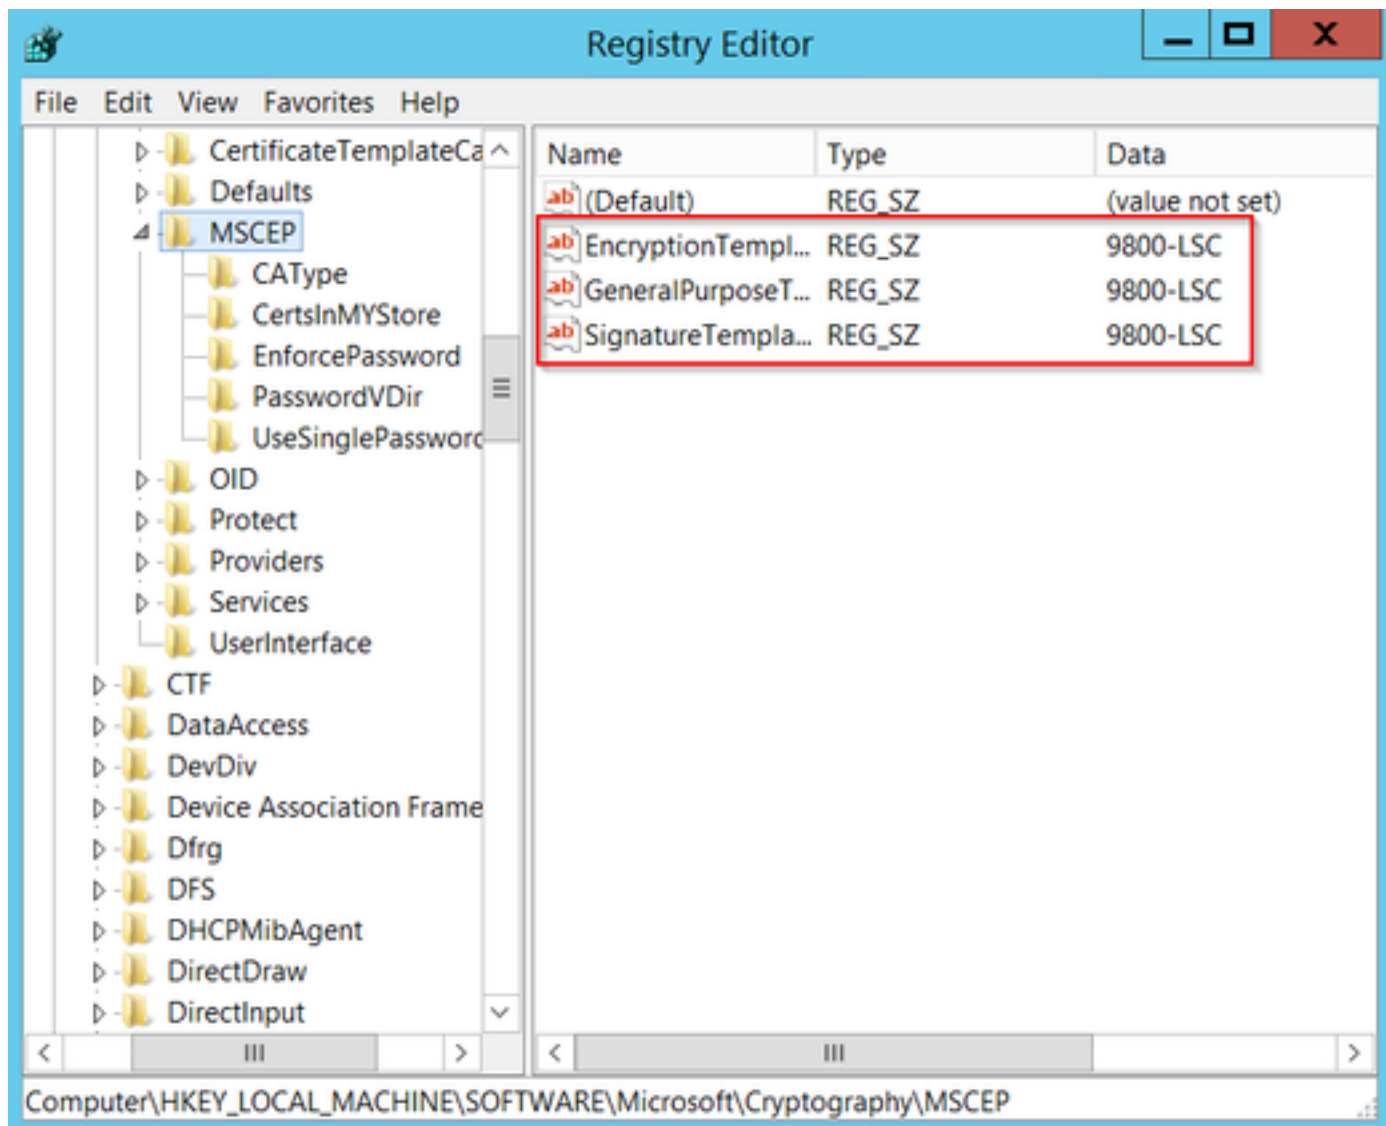 Registry Editor
File Edit View Favorites Help
CertificateTemplateCa
Defaults
MSCEP
CAType
CertsInMYStore
EnforcePassword
PasswordVDir
UseSinglePassword
OID
Protect
Providers
Services
UserInterface
CTF
DataAccess
DevDiv
Device Association Frame
Dfrg
DFS
DHCPMibAgent
DirectDraw
DirectInput
Name Type Data
(Default) REG_SZ (value not set)
EncryptionTempl... REG_SZ 9800-LSC
GeneralPurposeT... REG_SZ 9800-LSC
SignatureTempla... REG_SZ 9800-LSC
Computer\HKEY_LOCAL_MACHINE\SOFTWARE\Microsoft\Cryptography\MSCEP